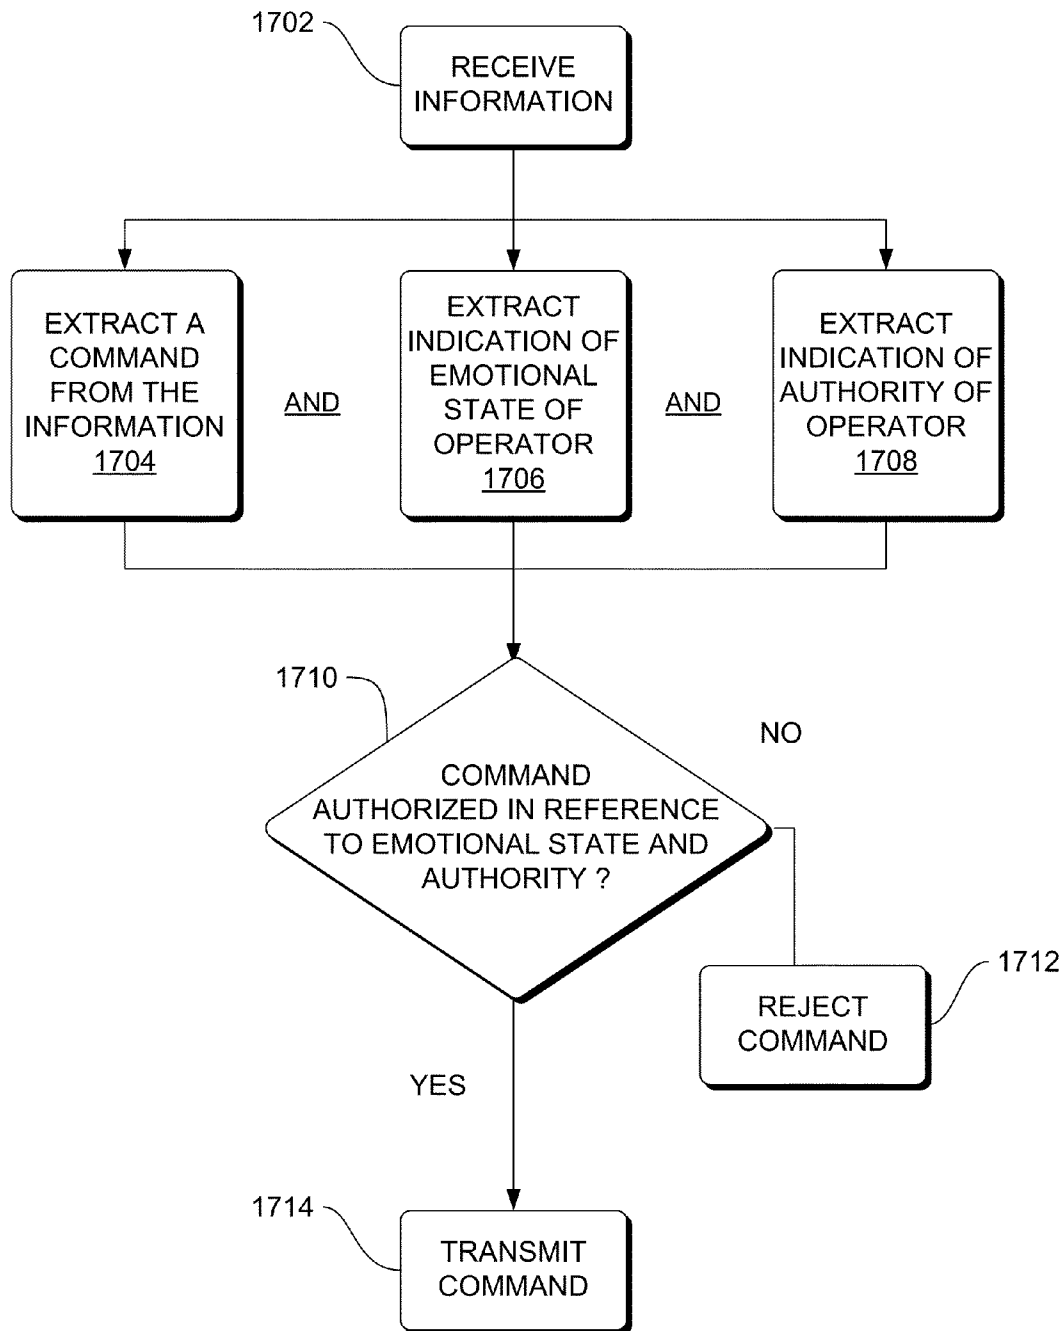 1702
RECEIVE
INFORMATION
EXTRACT A
COMMAND
FROM THE
INFORMATION
1704
AND
EXTRACT
INDICATION OF
EMOTIONAL
STATE OF
OPERATOR
1706
AND
EXTRACT
INDICATION OF
AUTHORITY OF
OPERATOR
1708
1710
COMMAND
AUTHORIZED IN REFERENCE
TO EMOTIONAL STATE AND
AUTHORITY ?
NO
1712
REJECT
COMMAND
YES
1714
TRANSMIT
COMMAND